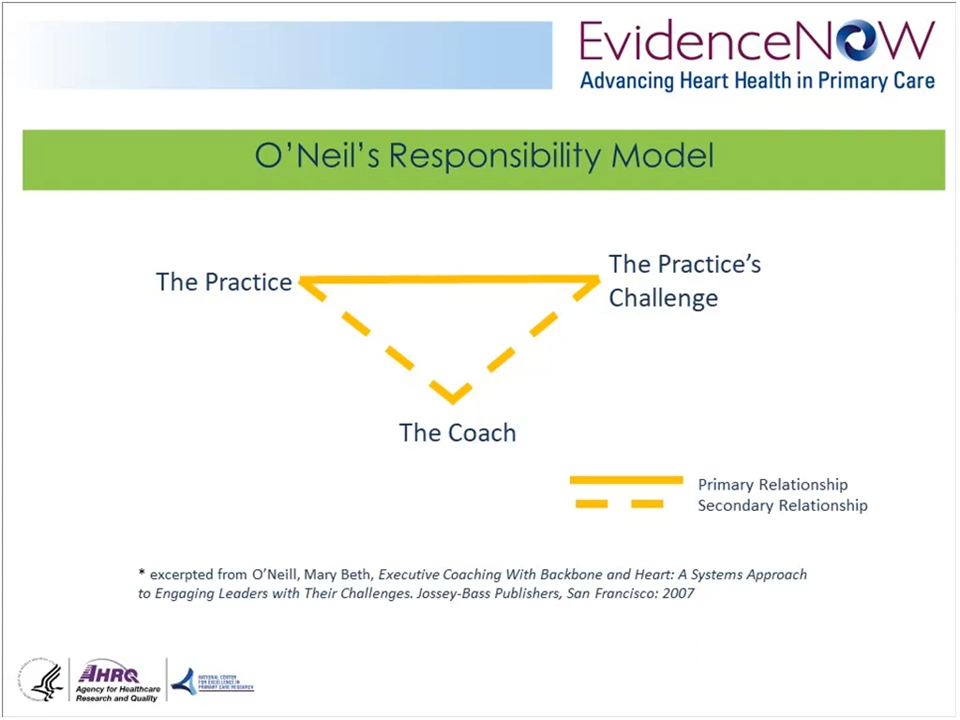 EvidenceNOW
Advancing Heart Health in Primary Care
O’Neil’s Responsibility Model
The Practice
The Practice’s
Challenge
The Coach
Primary Relationship
Secondary Relationship
* excerpted from O’Neill, Mary Beth, Executive Coaching With Backbone and Heart: A Systems Approach
to Engaging Leaders with Their Challenges. Jossey-Bass Publishers, San Francisco: 2007
AHRQ
Agency for Healthcare
Research and Quality
NATIONAL CENTER
FOR EXCELLENCE IN
PRIMARY CARE RESEARCH